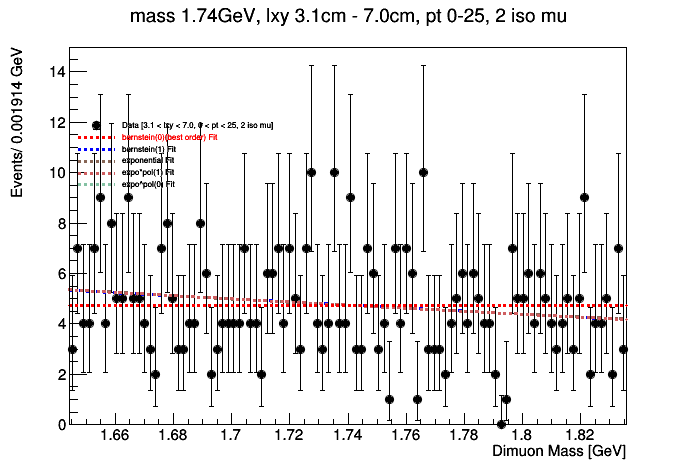 mass 1.74GeV, lxy 3.1cm - 7.0cm, pt 0-25, 2 iso mu
Events/ 0.001914 GeV
14
12
10
8
6
4
2
0
Data [3.1 < lxy < 7.0, 0 < pt < 25, 2 iso mu]
bernstein(0)(best order) Fit
bernstein(1) Fit
exponential Fit
expo*pol(1) Fit
expo*pol(0) Fit
1.66 1.68 1.7 1.72 1.74 1.76 1.78 1.8 1.82
Dimuon Mass [GeV]